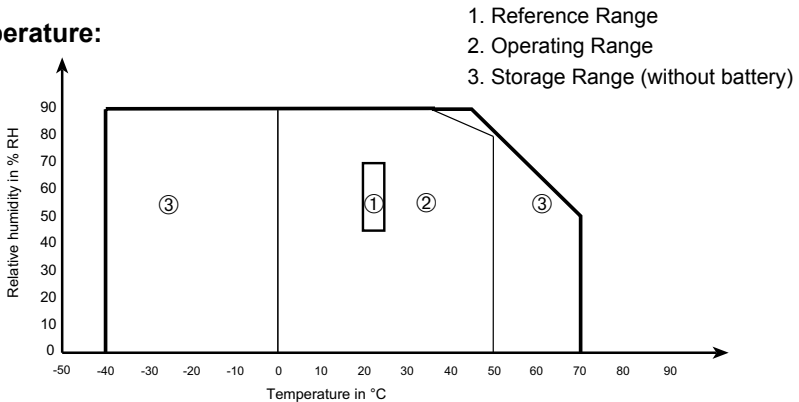 1. Reference Range
2. Operating Range
3. Storage Range (without battery)
perature:
Relative humidity in % RH
90
80
70
60
50
40
30
20
10
0
③ ① ② ③
-50 -40 -30 -20 -10 0 10 20 30 40 50 60 70 80 90
Temperature in °C